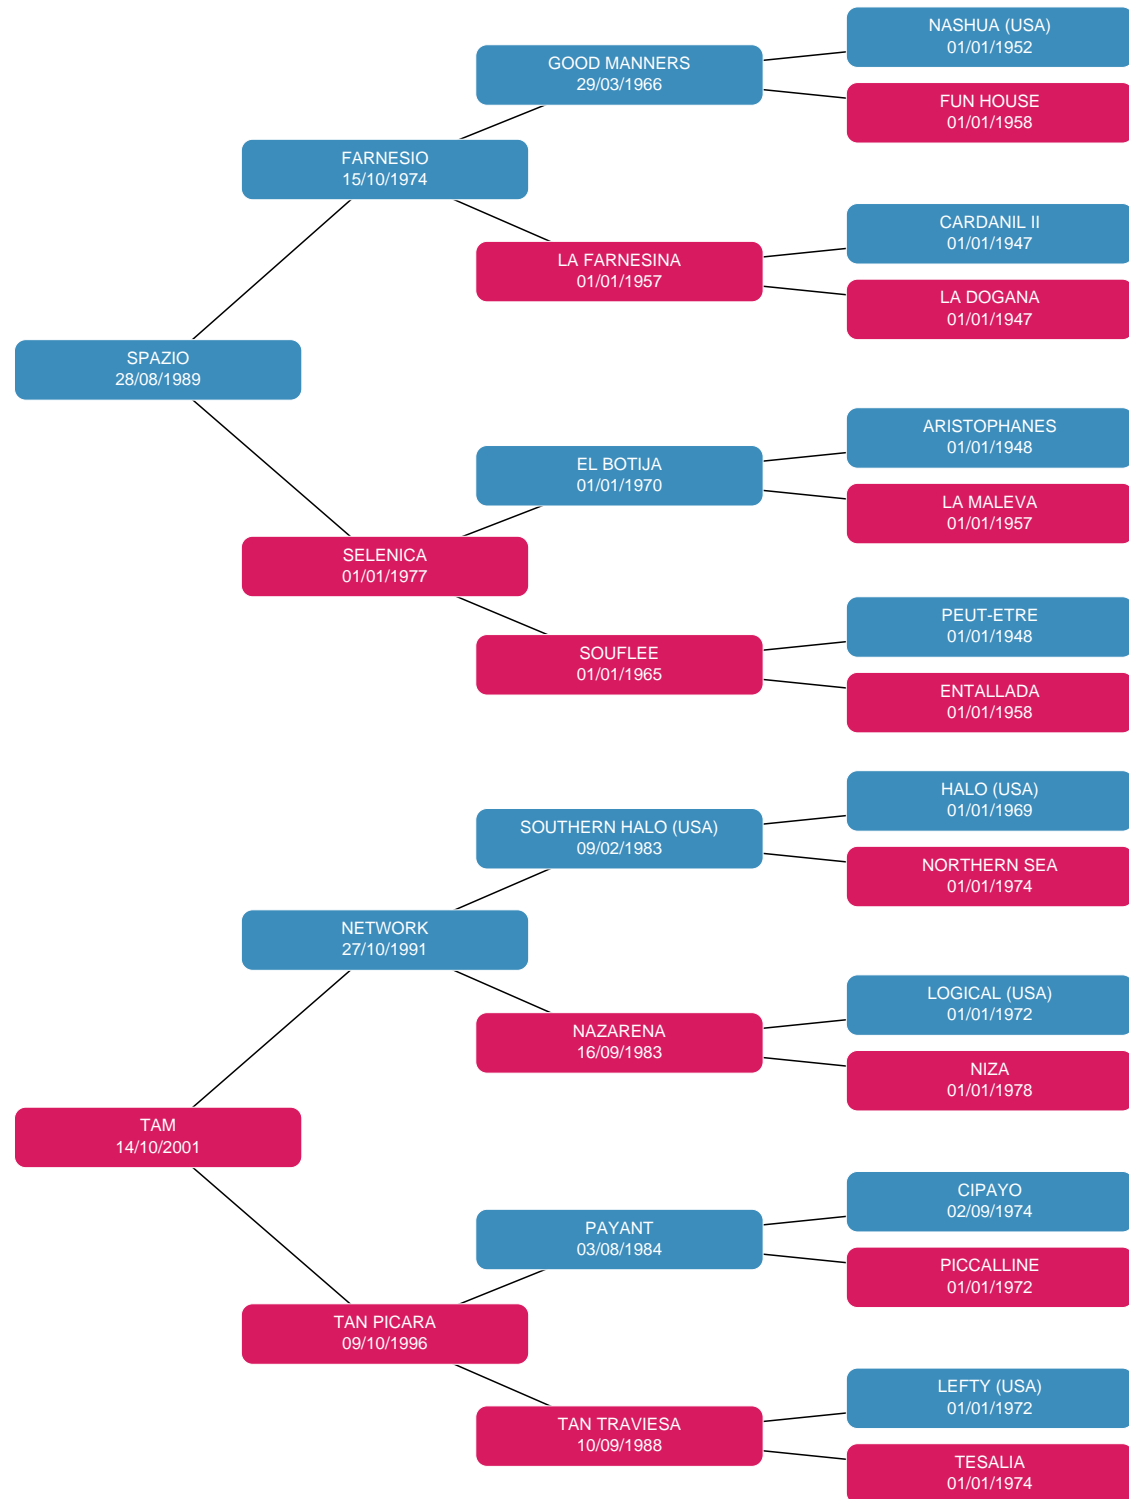 NASHUA (USA)
01/01/1952
GOOD MANNERS
29/03/1966
FUN HOUSE
01/01/1958
FARNESIO
15/10/1974
CARDANIL II
01/01/1947
LA FARNESINA
01/01/1957
LA DOGANA
01/01/1947
SPAZIO
28/08/1989
ARISTOPHANES
01/01/1948
EL BOTIJA
01/01/1970
LA MALEVA
01/01/1957
SELENICA
01/01/1977
PEUT-ETRE
01/01/1948
SOUFLEE
01/01/1965
ENTALLADA
01/01/1958
HALO (USA)
01/01/1969
SOUTHERN HALO (USA)
09/02/1983
NORTHERN SEA
01/01/1974
NETWORK
27/10/1991
LOGICAL (USA)
01/01/1972
NAZARENA
16/09/1983
NIZA
01/01/1978
TAM
14/10/2001
CIPAYO
02/09/1974
PAYANT
03/08/1984
PICCALLINE
01/01/1972
TAN PICARA
09/10/1996
LEFTY (USA)
01/01/1972
TAN TRAVIESA
10/09/1988
TESALIA
01/01/1974